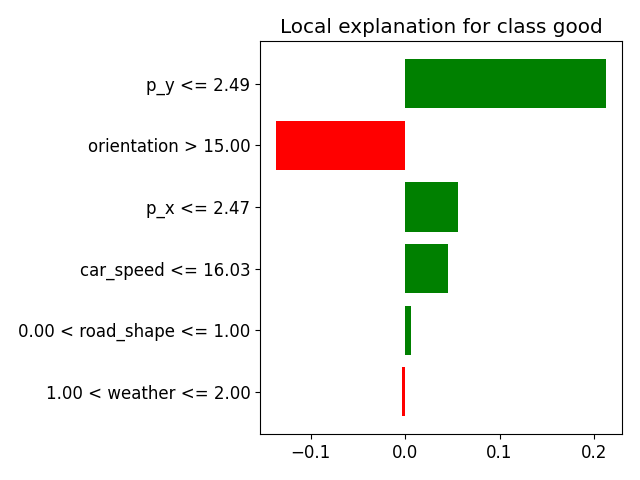 Local explanation for class good
p_y <= 2.49
orientation > 15.00
p_x <= 2.47
car_speed <= 16.03
0.00 < road_shape <= 1.00
1.00 < weather <= 2.00
−0.1 0.0 0.1 0.2